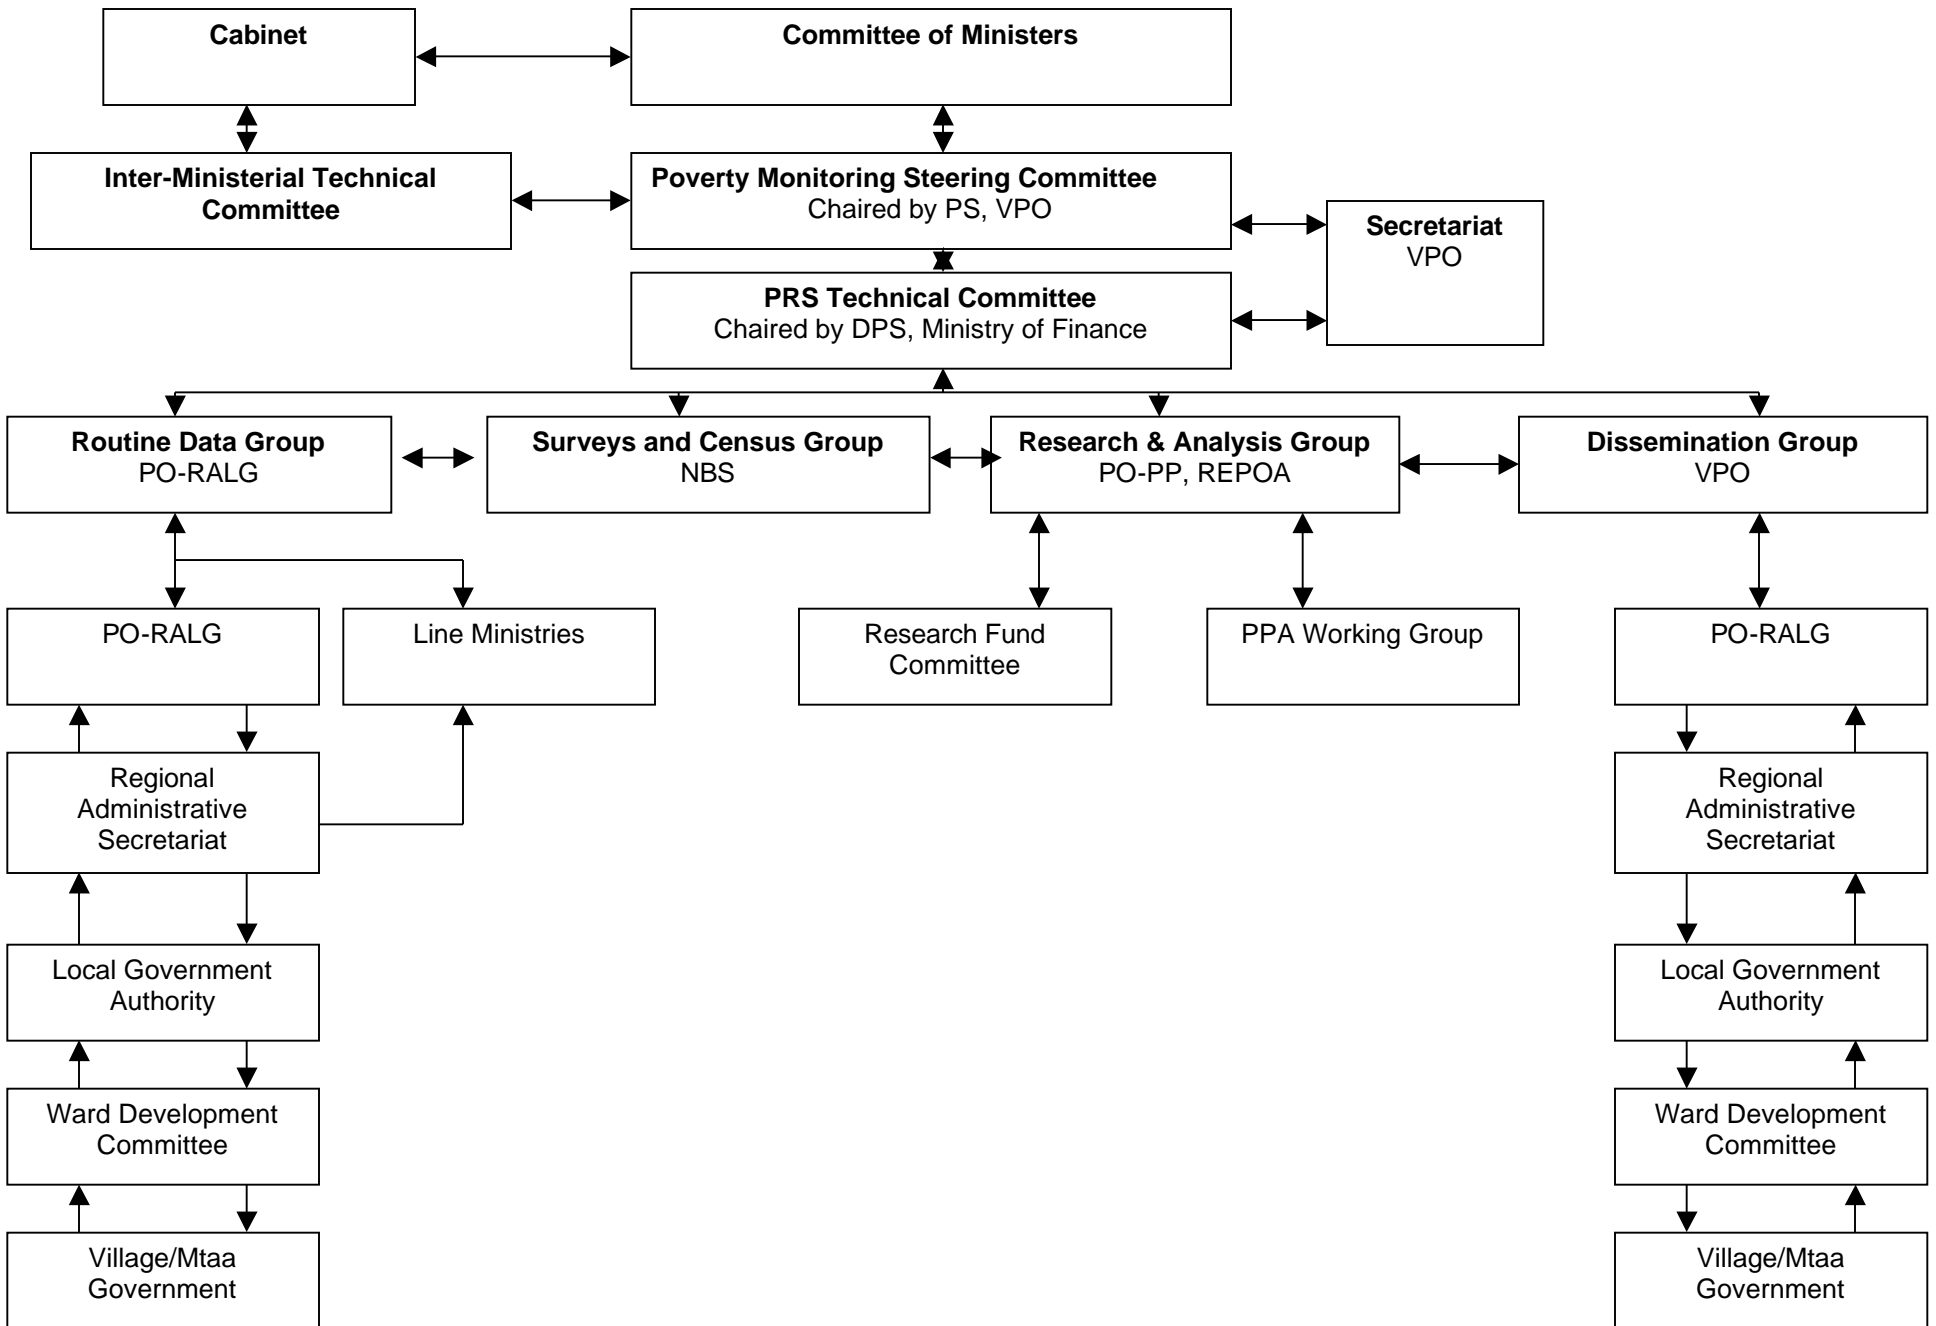 Cabinet
Committee of Ministers
Inter-Ministerial Technical
Committee
Poverty Monitoring Steering Committee
Chaired by PS, VPO
Secretariat
VPO
PRS Technical Committee
Chaired by DPS, Ministry of Finance
Routine Data Group
PO-RALG
Surveys and Census Group
NBS
Research & Analysis Group
PO-PP, REPOA
Dissemination Group
VPO
PO-RALG
Line Ministries
Research Fund
Committee
PPA Working Group
PO-RALG
Regional
Administrative
Secretariat
Regional
Administrative
Secretariat
Local Government
Authority
Local Government
Authority
Ward Development
Committee
Ward Development
Committee
Village/Mtaa
Government
Village/Mtaa
Government